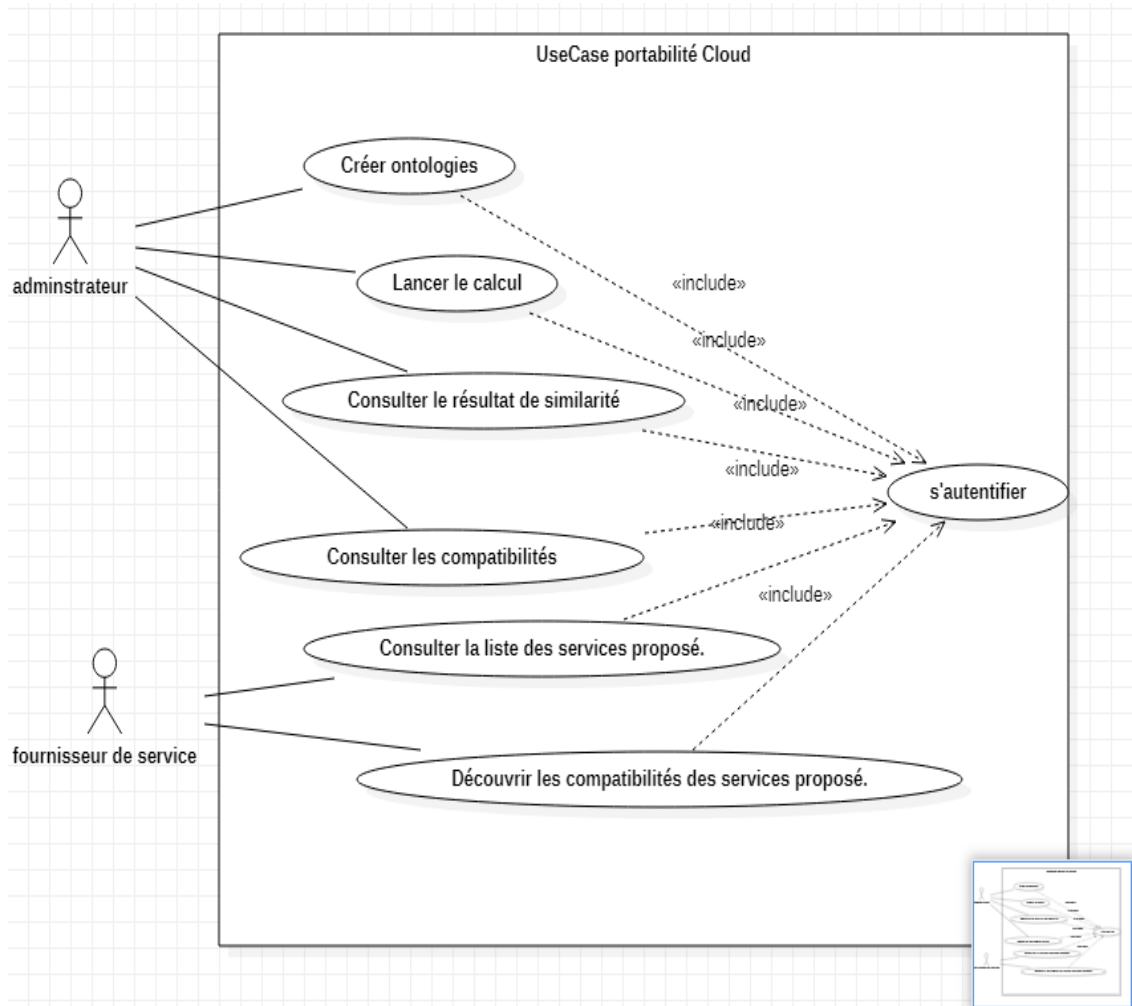 UseCase portabilité Cloud
Créer ontologies
adminstrateur
Lancer le calcul
«include»
«include»
Consulter le résultat de similarité
«include»
«include»
s'autentifier
«include»
Consulter les compatibilités
«include»
Consulter la liste des services proposé.
fournisseur de service
Découvrir les compatibilités des services proposé.